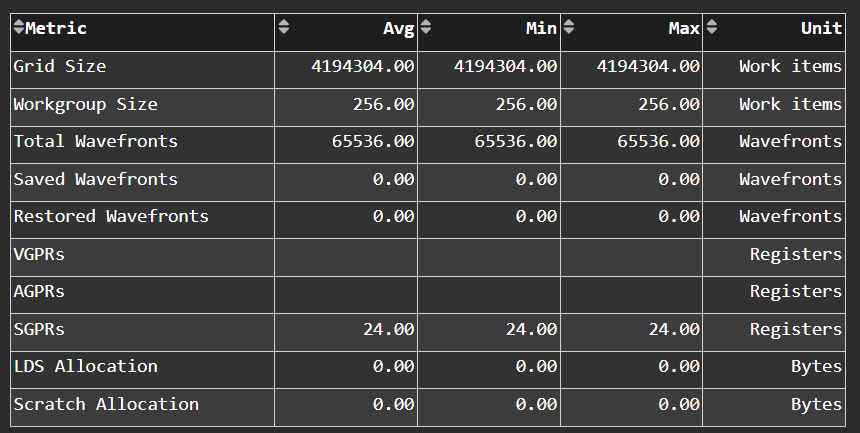 Metric Avg Min Max Unit
Grid Size 4194304.00 4194304.00 4194304.00 Work items
Workgroup Size 256.00 256.00 256.00 Work items
Total Wavefronts 65536.00 65536.00 65536.00 Wavefronts
Saved Wavefronts 0.00 0.00 0.00 Wavefronts
Restored Wavefronts 0.00 0.00 0.00 Wavefronts
VGPRs Registers
AGPRs Registers
SGPRs 24.00 24.00 24.00 Registers
LDS Allocation 0.00 0.00 0.00 Bytes
Scratch Allocation 0.00 0.00 0.00 Bytes